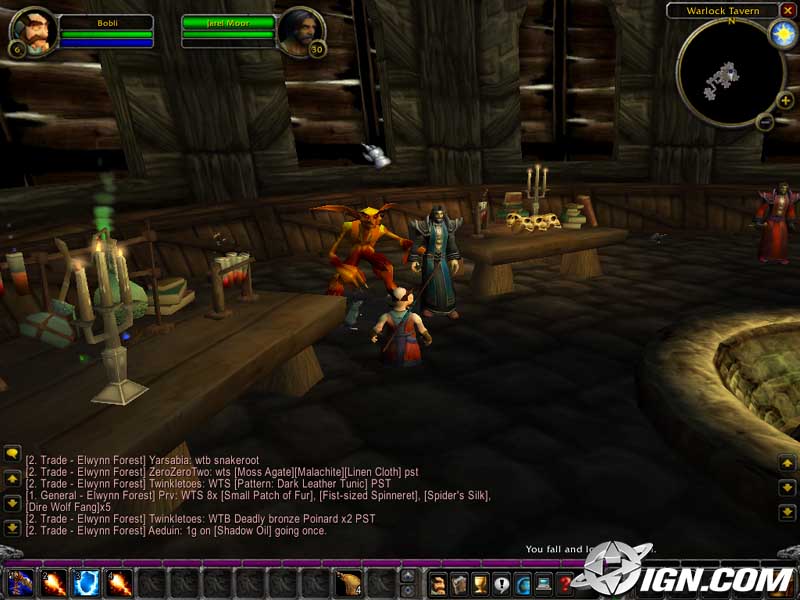 Bobli
6
Jarel Moor
30
Warlock Tavern
N
[2. Trade - Elwynn Forest] Yarsabia: wtb snakeroot
[2. Trade - Elwynn Forest] ZeroZeroTwo: wts [Moss Agate][Malachite][Linen Cloth] pst
[2. Trade - Elwynn Forest] Twinkletoes: WTS [Pattern: Dark Leather Tunic] PST
[1. General - Elwynn Forest] Prv: WTS 8x [Small Patch of Fur], [Fist-sized Spinneret], [Spider's Silk],
[Dire Wolf Fang]x5
[2. Trade - Elwynn Forest] Twinkletoes: WTB Deadly bronze Poinard x2 PST
[2. Trade - Elwynn Forest] Aeduin: 1g on [Shadow Oil] going once.
You fall and
2 3 4 4
IGN.COM